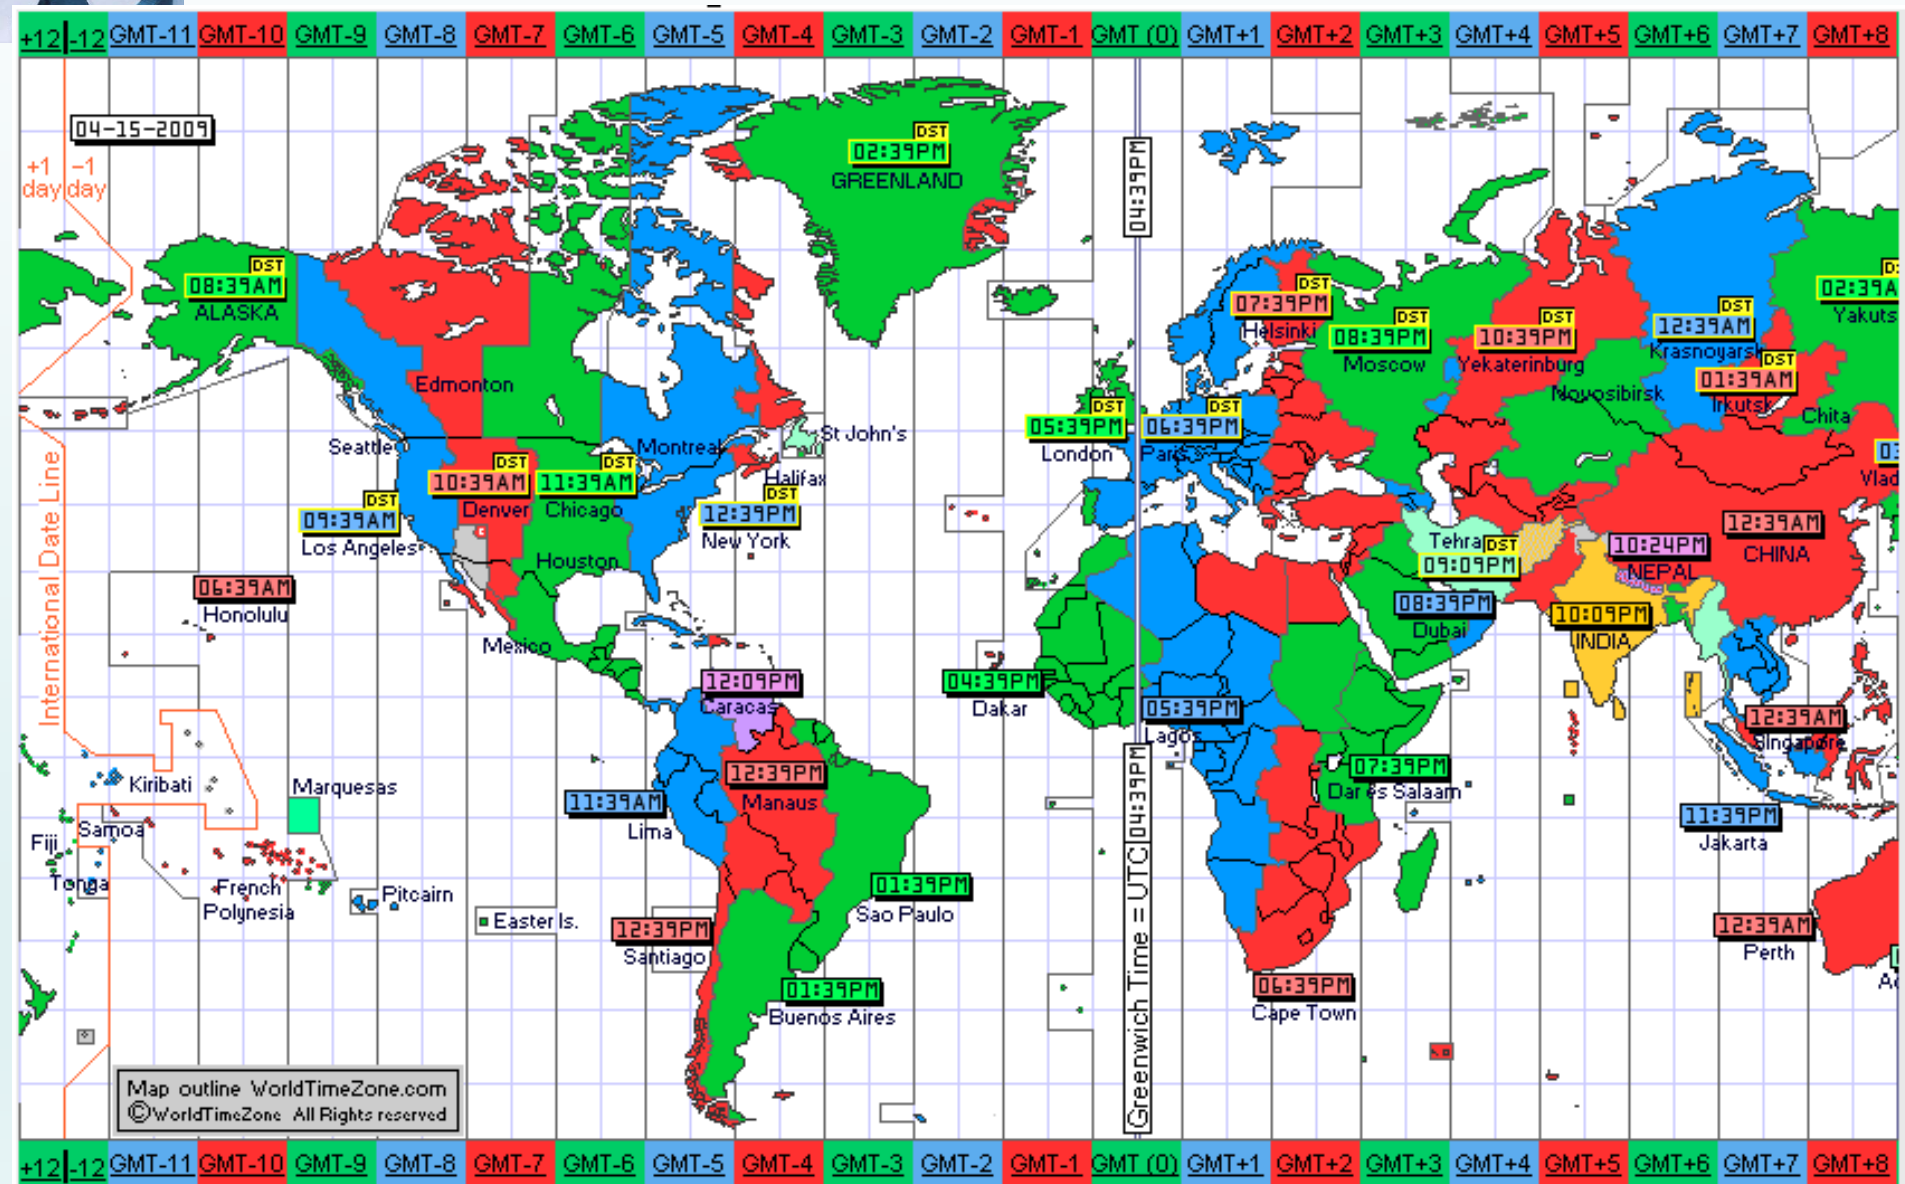 +12 -12 GMT-11 GMT-10 GMT-9 GMT-8 GMT-7 GMT-6 GMT-5 GMT-4 GMT-3 GMT-2 GMT-1 GMT (0) GMT+1 GMT+2 GMT+3 GMT+4 GMT+5 GMT+6 GMT+7 GMT+8
04-15-2009
+1 day
-1 day
International Date Line
DST
08:39AM
ALASKA
DST
02:39PM
GREENLAND
04:39PM
DST
07:39PM
Helsinki
DST
08:39PM
Moscow
DST
10:39PM
Yekaterinburg
DST
12:39AM
Krasnoyarsk
02:39A
Yakuts
DST
01:39AM
Irkutsk
Novosibirsk
Chita
Vlad
Edmonton
Seattle
Montreal
St John's
Halifax
DST
05:39PM
London
DST
06:39PM
Paris
DST
09:39AM
Los Angeles
DST
10:39AM
Denver
DST
11:39AM
Chicago
DST
12:39PM
New York
Houston
Mexico
06:39AM
Honolulu
Tehra
DST
09:09PM
08:39PM
Dubai
10:24PM
NEPAL
12:39AM
CHINA
10:09PM
INDIA
12:09PM
Caracas
04:39PM
Dakar
05:39PM
Lagos
12:39AM
Singapore
07:39PM
Dar es Salaam
11:39PM
Jakarta
12:39PM
Manaus
11:39AM
Lima
Kiribati
Marquesas
Samoa
Fiji
Tonga
French
Polynesia
Pitcairn
Easter Is.
12:39PM
Santiago
01:39PM
Sao Paulo
01:39PM
Buenos Aires
06:39PM
Cape Town
12:39AM
Perth
Greenwich Time = UTC 04:39PM
Map outline WorldTimeZone.com
©WorldTimeZone All Rights reserved
+12 -12 GMT-11 GMT-10 GMT-9 GMT-8 GMT-7 GMT-6 GMT-5 GMT-4 GMT-3 GMT-2 GMT-1 GMT (0) GMT+1 GMT+2 GMT+3 GMT+4 GMT+5 GMT+6 GMT+7 GMT+8